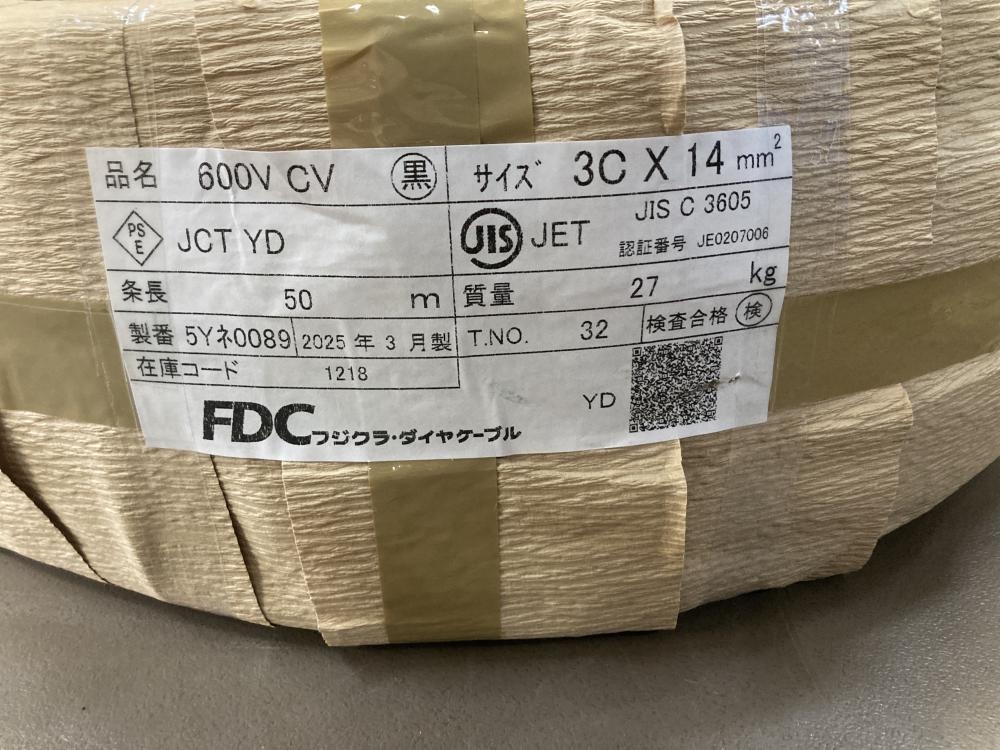 品名 600V CV 黒 サイズ 3C X 14 mm²
PS E JCT YD JIS JET JIS C 3605
認証番号 JE0207006
条長 50 m 質量 27 kg
製番 5Yネ0089 2025 年 3 月製 T.NO. 32 検査合格 検
在庫コード 1218
YD
FDC フジクラ・ダイヤケーブル